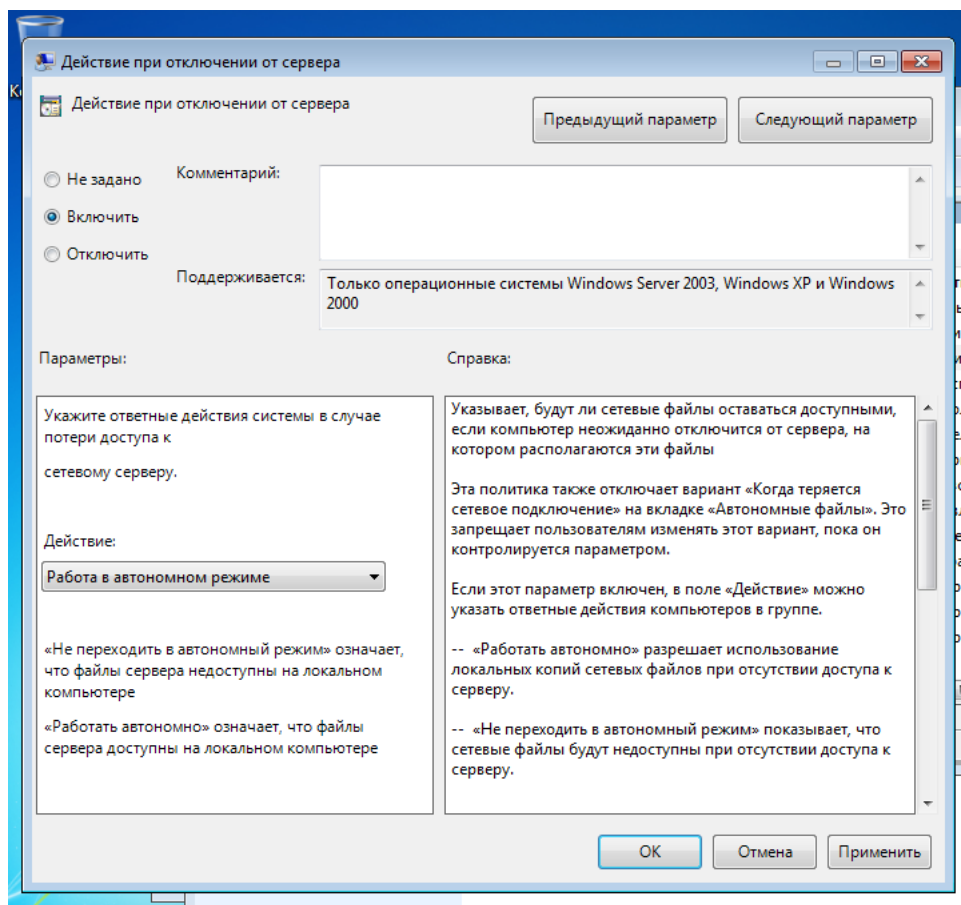 Действие при отключении от сервера
Действие при отключении от сервера
Предыдущий параметр
Следующий параметр
Не задано
Комментарий:
Включить
Отключить
Поддерживается:
Только операционные системы Windows Server 2003, Windows XP и Windows
2000
Параметры:
Справка:
Укажите ответные действия системы в случае
потери доступа к
сетевому серверу.
Действие:
Работа в автономном режиме
«Не переходить в автономный режим» означает,
что файлы сервера недоступны на локальном
компьютере
«Работать автономно» означает, что файлы
сервера доступны на локальном компьютере
Указывает, будут ли сетевые файлы оставаться доступными,
если компьютер неожиданно отключится от сервера, на
котором располагаются эти файлы
Эта политика также отключает вариант «Когда теряется
сетевое подключение» на вкладке «Автономные файлы». Это
запрещает пользователям изменять этот вариант, пока он
контролируется параметром.
Если этот параметр включен, в поле «Действие» можно
указать ответные действия компьютеров в группе.
-- «Работать автономно» разрешает использование
локальных копий сетевых файлов при отсутствии доступа к
серверу.
-- «Не переходить в автономный режим» показывает, что
сетевые файлы будут недоступны при отсутствии доступа к
серверу.
ОК
Отмена
Применить